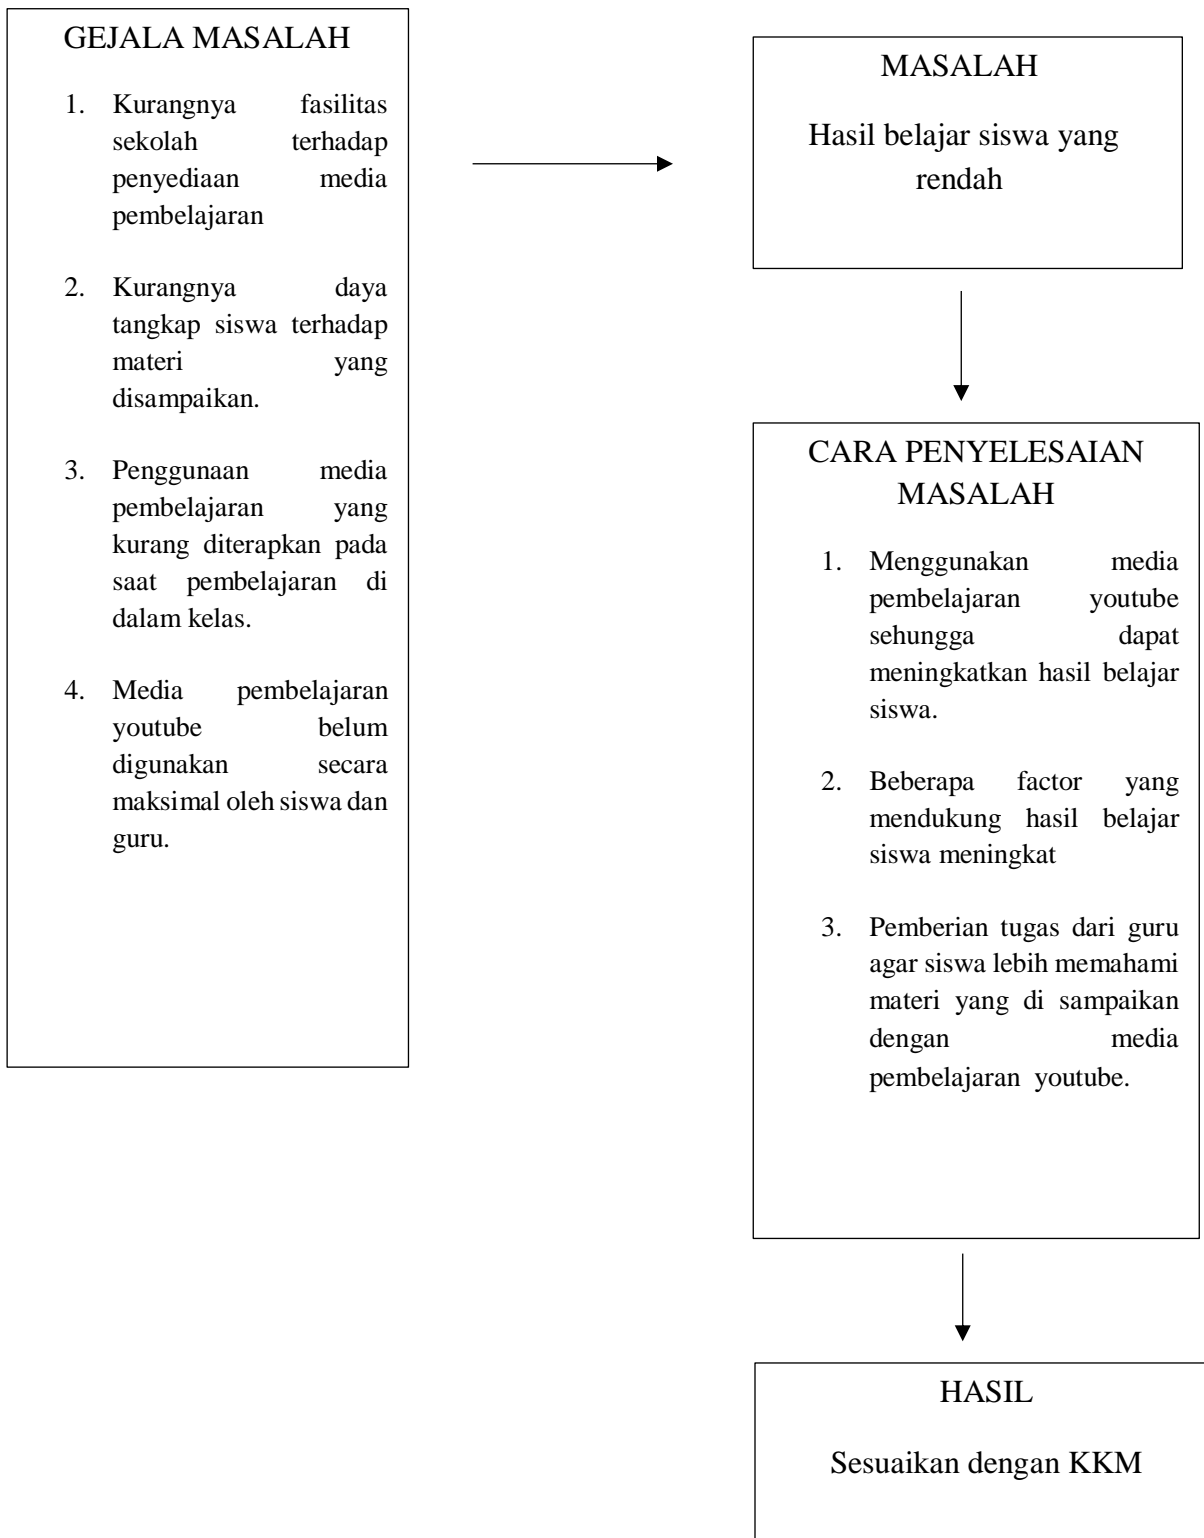 GEJALA MASALAH
1. Kurangnya fasilitas
sekolah terhadap
penyediaan media
pembelajaran
2. Kurangnya daya
tangkap siswa terhadap
materi yang
disampaikan.
3. Penggunaan media
pembelajaran yang
kurang diterapkan pada
saat pembelajaran di
dalam kelas.
4. Media pembelajaran
youtube belum
digunakan secara
maksimal oleh siswa dan
guru.
MASALAH
Hasil belajar siswa yang
rendah
CARA PENYELESAIAN
MASALAH
1. Menggunakan media
pembelajaran youtube
sehungga dapat
meningkatkan hasil belajar
siswa.
2. Beberapa factor yang
mendukung hasil belajar
siswa meningkat
3. Pemberian tugas dari guru
agar siswa lebih memahami
materi yang di sampaikan
dengan media
pembelajaran youtube.
HASIL
Sesuaikan dengan KKM